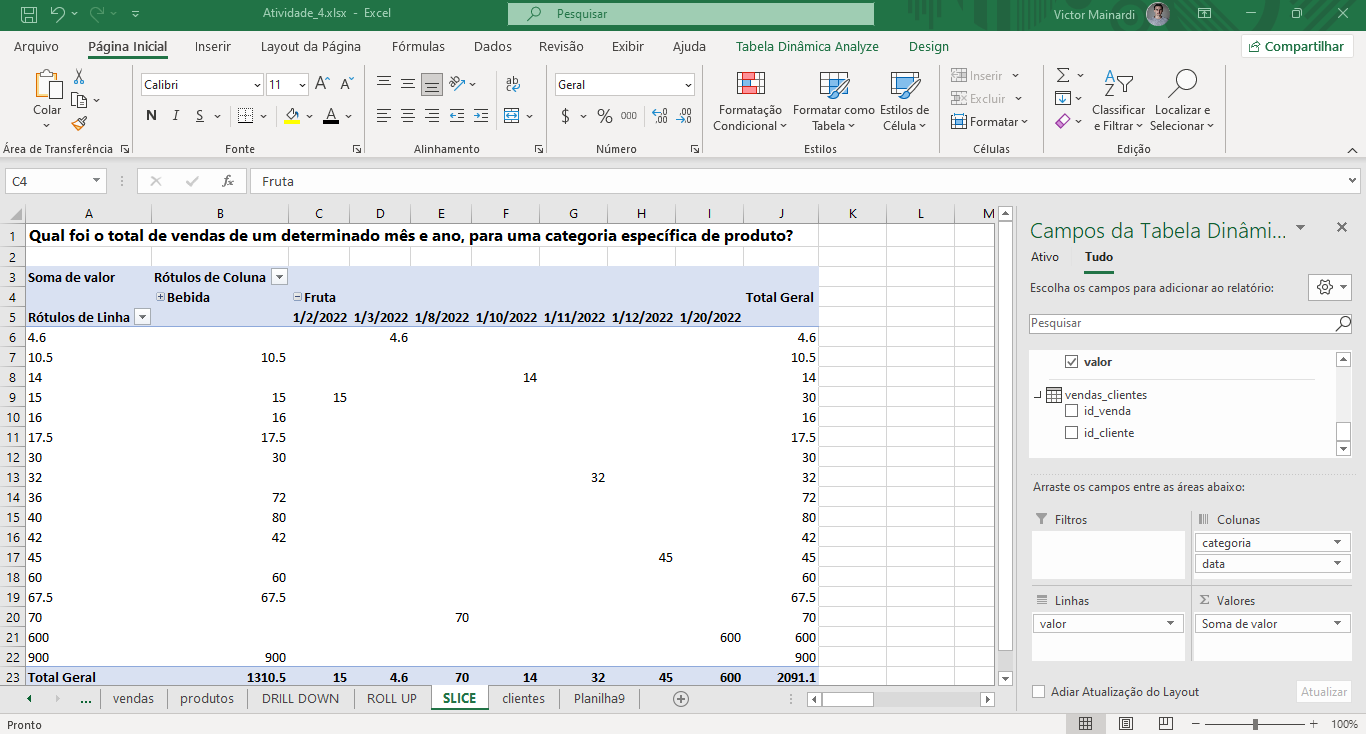 Atividade_4.xlsx - Excel
Pesquisar
Victor Mainardi
Arquivo Página Inicial Inserir Layout da Página Fórmulas Dados Revisão Exibir Ajuda Tabela Dinâmica Analyze Design Compartilhar
Colar
Calibri 11
N I S A
ab
Geral
$ % 000
Formatação Condicional
Formatar como Tabela
Estilos de Célula
Inserir
Excluir
Formatar
Classificar e Filtrar
Localizar e Selecionar
Área de Transferência Fonte Alinhamento Número Estilos Células Edição
C4 fx Fruta
A B C D E F G H I J K L M
1 Qual foi o total de vendas de um determinado mês e ano, para uma categoria específica de produto?
2
3 Soma de valor Rótulos de Coluna
4 Bebida Fruta Total Geral
5 Rótulos de Linha 1/2/2022 1/3/2022 1/8/2022 1/10/2022 1/11/2022 1/12/2022 1/20/2022
6 4.6 4.6 4.6
7 10.5 10.5 10.5
8 14 14 14
9 15 15 15 30
10 16 16 16
11 17.5 17.5 17.5
12 30 30 30
13 32 32 32
14 36 72 72
15 40 80 80
16 42 42 42
17 45 45 45
18 60 60 60
19 67.5 67.5 67.5
20 70 70 70
21 600 600 600
22 900 900 900
23 Total Geral 1310.5 15 4.6 70 14 32 45 600 2091.1
... vendas produtos DRILL DOWN ROLL UP SLICE clientes Planilha9
Pronto
100%
Campos da Tabela Dinâmi...
Ativo Tudo
Escolha os campos para adicionar ao relatório:
Pesquisar
valor
vendas_clientes
id_venda
id_cliente
Arraste os campos entre as áreas abaixo:
Filtros
Colunas
categoria
data
Linhas
valor
Valores
Soma de valor
Adiar Atualização do Layout
Atualizar